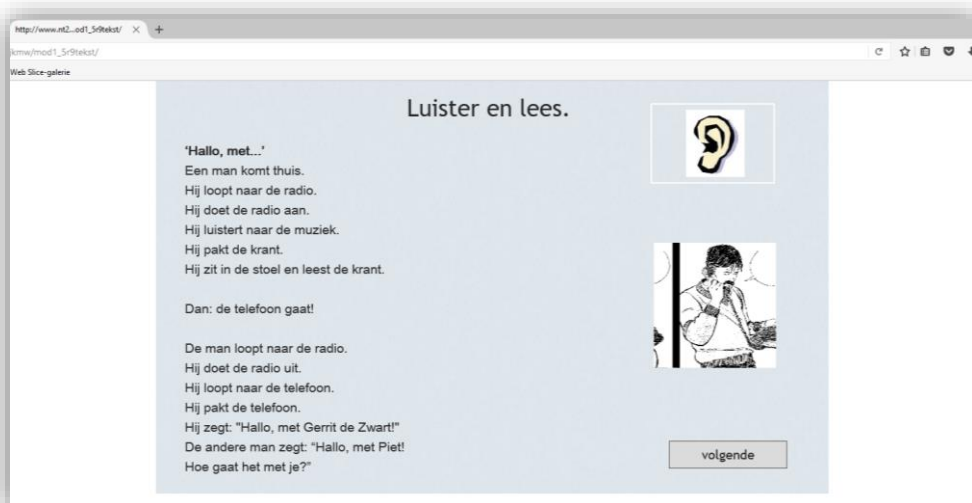 http://www.nt2...od1_5r9tekst/
/kmw/mod1_5r9tekst/
Web Slice-galerie
Luister en lees.
‘Hallo, met...’
Een man komt thuis.
Hij loopt naar de radio.
Hij doet de radio aan.
Hij luistert naar de muziek.
Hij pakt de krant.
Hij zit in de stoel en leest de krant.
Dan: de telefoon gaat!
De man loopt naar de radio.
Hij doet de radio uit.
Hij loopt naar de telefoon.
Hij pakt de telefoon.
Hij zegt: "Hallo, met Gerrit de Zwart!"
De andere man zegt: “Hallo, met Piet!
Hoe gaat het met je?”
volgende